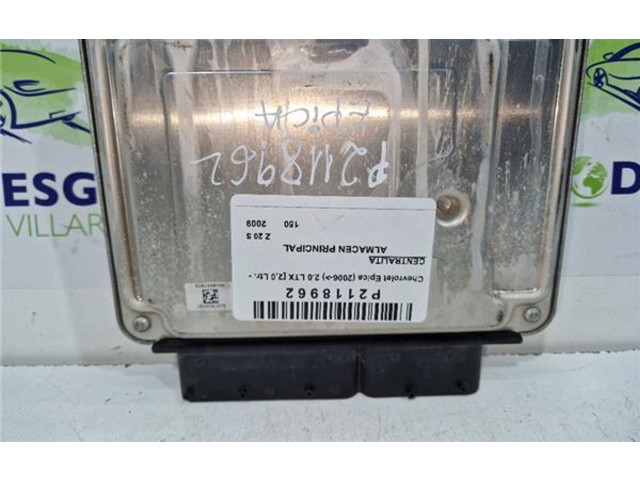 EPICA
P2118962
ESG
VILLAR
P2118962
Chevrolet Epica (2006->) 2.0 LTX [2,0 Ltr. -
CENTRALITA
ALMACEN PRINCIPAL
Z 20 S
150 2009
DE